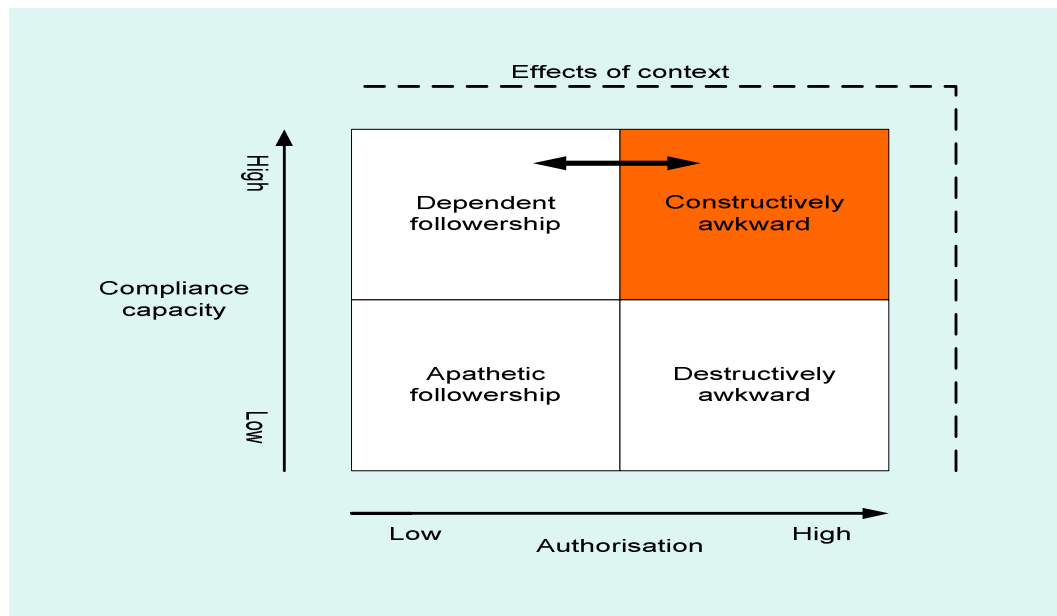 Effects of context
High
Dependent
followership
Constructively
awkward
Compliance
capacity
Apathetic
followership
Destructively
awkward
Low
Low
Authorisation
High